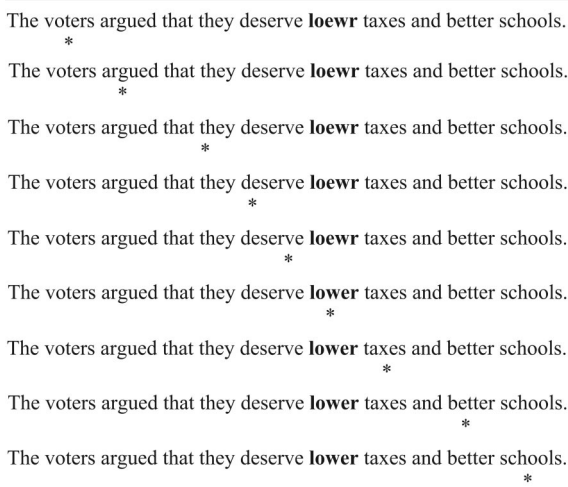 The voters argued that they deserve loewr taxes and better schools.
*
The voters argued that they deserve loewr taxes and better schools.
*
The voters argued that they deserve loewr taxes and better schools.
*
The voters argued that they deserve loewr taxes and better schools.
*
The voters argued that they deserve loewr taxes and better schools.
*
The voters argued that they deserve lower taxes and better schools.
*
The voters argued that they deserve lower taxes and better schools.
*
The voters argued that they deserve lower taxes and better schools.
*
The voters argued that they deserve lower taxes and better schools.
*